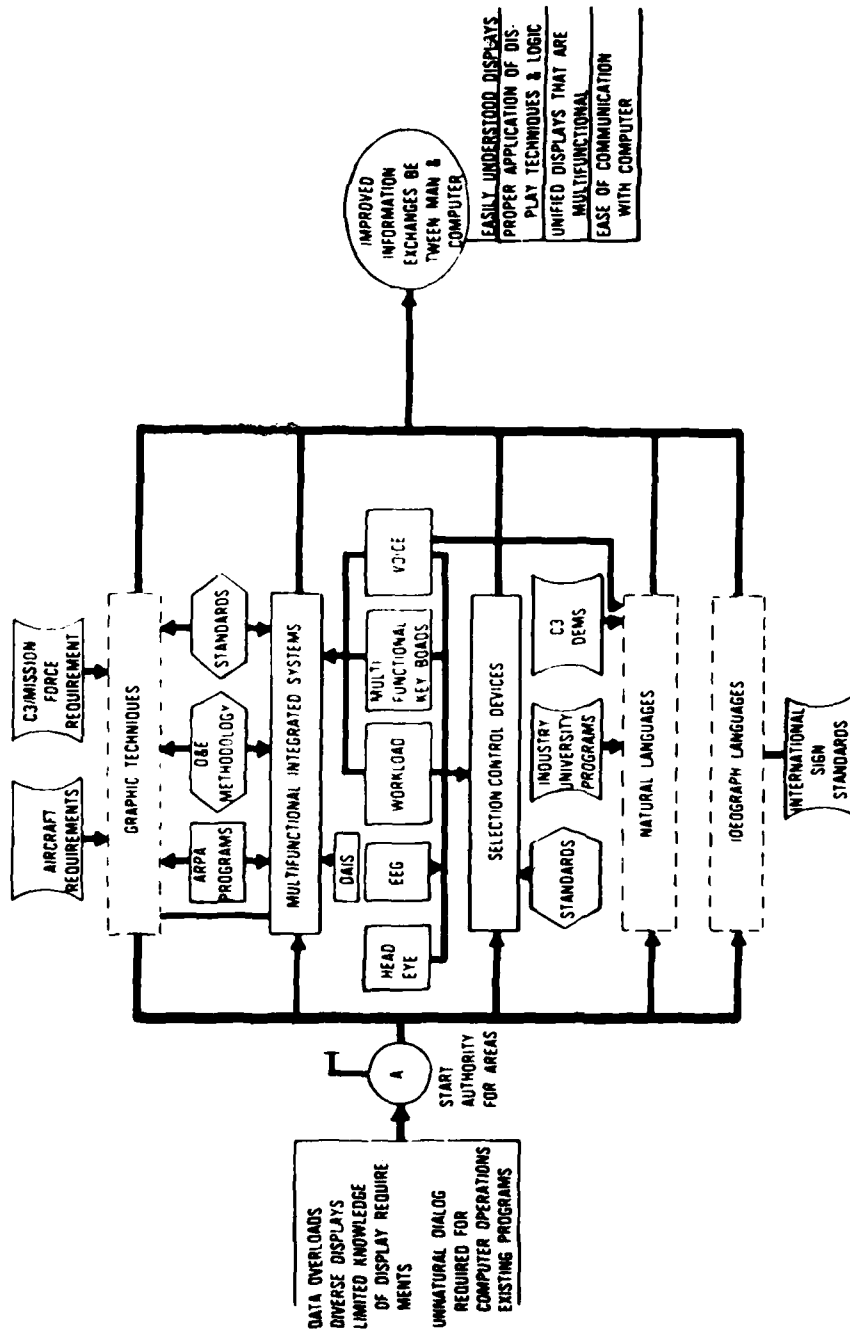 DATA OVERLOADS
DIVERSE DISPLAYS
LIMITED KNOWLEDGE
OF DISPLAY REQUIRE
MENTS
UNNATURAL DIALOG
REQUIRED FOR
COMPUTER OPERATIONS
EXISTING PROGRAMS
A
START
AUTHORITY
FOR AREAS
AIRCRAFT
REQUIREMENTS
C3/MISSION
FORCE
REQUIREMENT
GRAPHIC TECHNIQUES
ARPA
PROGRAMS
D&E
METHODOLOGY
STANDARDS
MULTIFUNCTIONAL INTEGRATED SYSTEMS
DAIS
HEAD
EYE
EEG
WORKLOAD
MULTI
FUNCTIONAL
KEY BOADS
VOICE
SELECTION CONTROL DEVICES
STANDARDS
INDUSTRY
UNIVERSITY
PROGRAMS
C3
DEMS
NATURAL LANGUAGES
IDEOGRAPH LANGUAGES
INTERNATIONAL
SIGN
STANDARDS
IMPROVED
INFORMATION
EXCHANGES BE
TWEEN MAN &
COMPUTER
EASILY UNDERSTOOD DISPLAYS
PROPER APPLICATION OF DIS-
PLAY TECHNIQUES & LOGIC
UNIFIED DISPLAYS THAT ARE
MULTIFUNCTIONAL
EASE OF COMMUNICATION
WITH COMPUTER